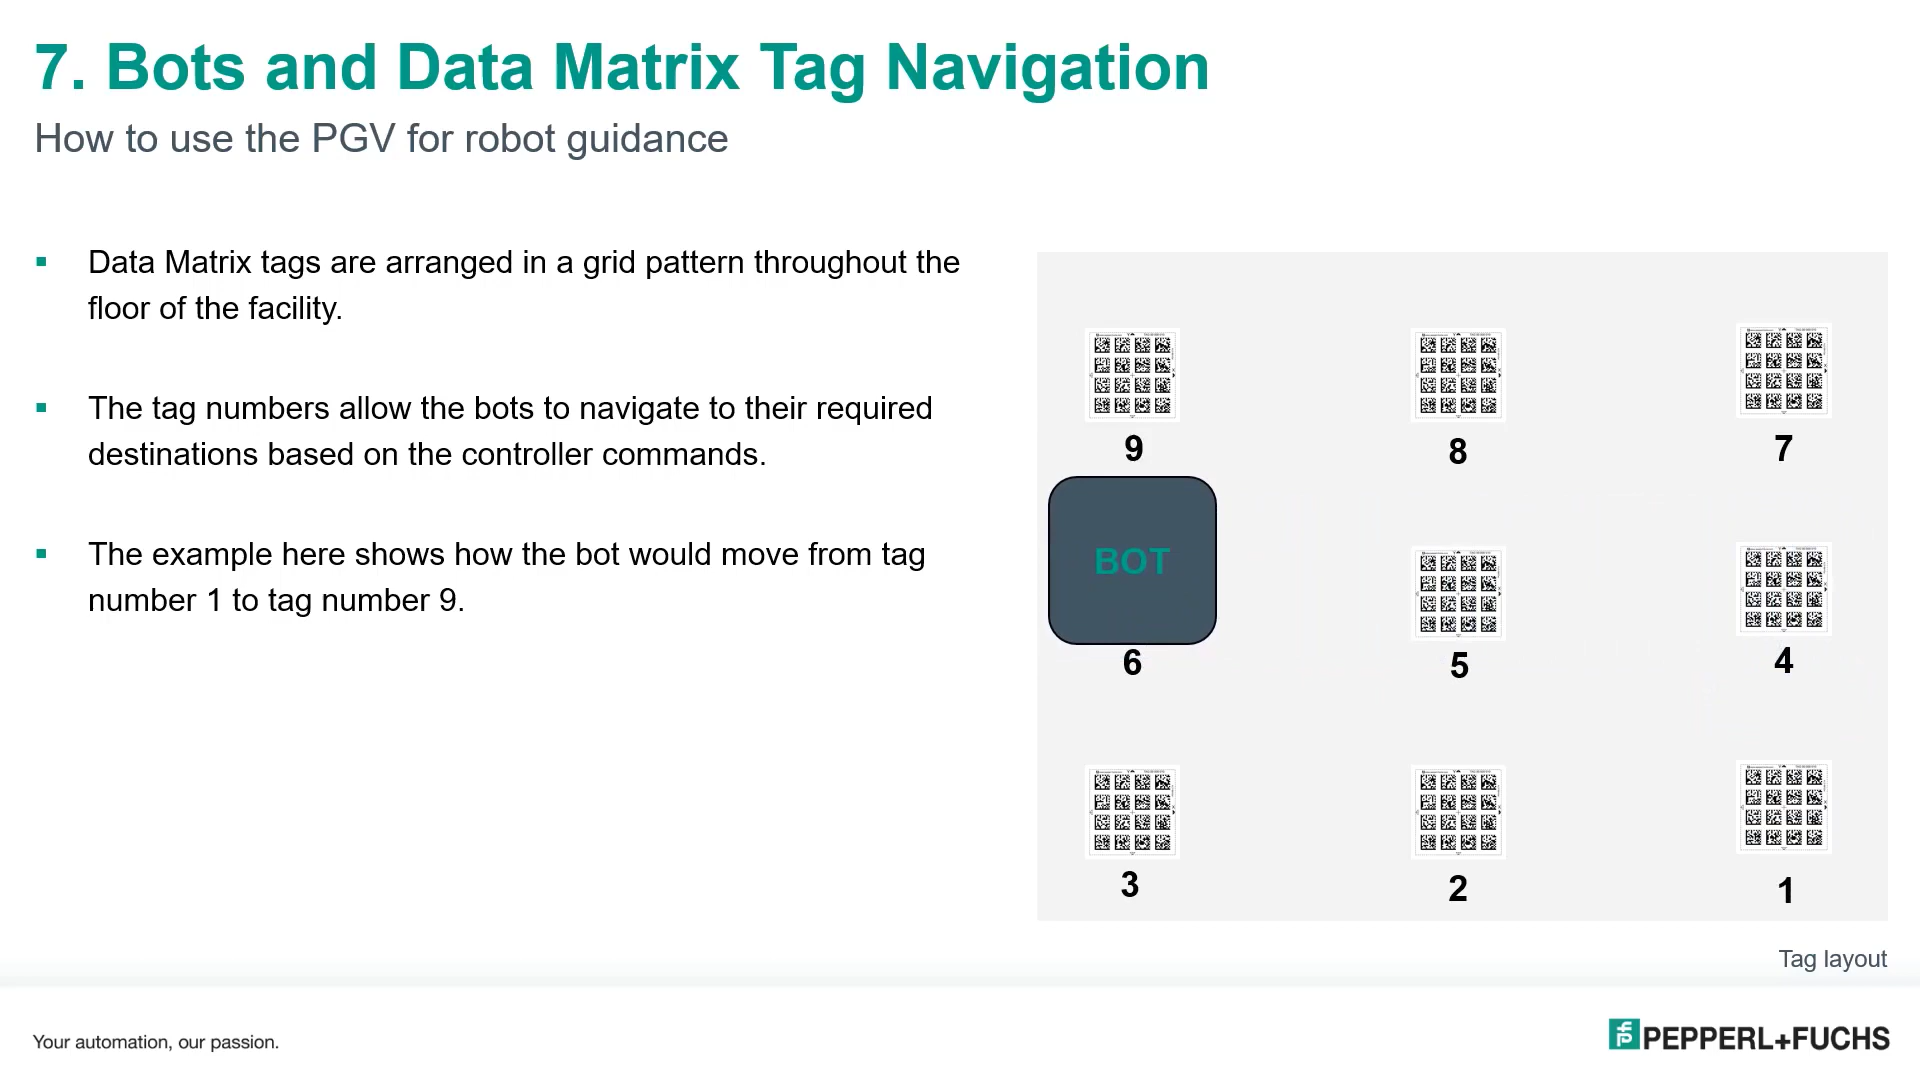 7. Bots and Data Matrix Tag Navigation
How to use the PGV for robot guidance
Data Matrix tags are arranged in a grid pattern throughout the
floor of the facility.
The tag numbers allow the bots to navigate to their required
destinations based on the controller commands.
The example here shows how the bot would move from tag
number 1 to tag number 9.
9
8
7
BOT
6
5
4
3
2
1
Tag layout
Your automation, our passion.
PEPPERL+FUCHS